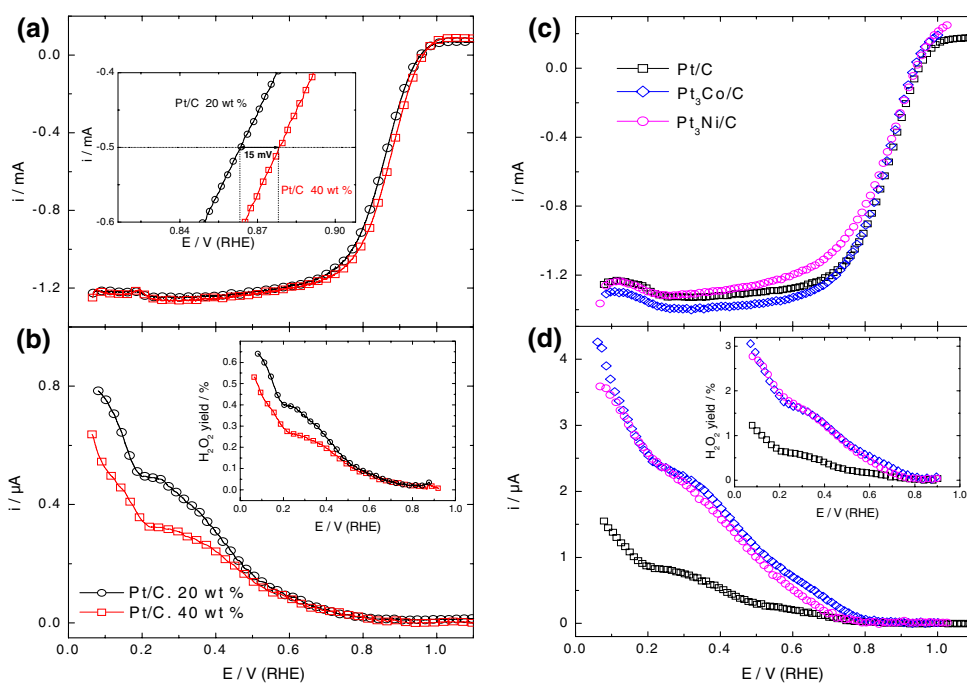 (a)
0.0
-0.4
-0.8
-1.2
i / mA
-0.4
-0.5
-0.6
i / mA
Pt/C 20 wt %
15 mV
Pt/C 40 wt %
0.84 0.87 0.90
E / V (RHE)
(b)
0.8
0.4
0.0
i / µA
0.6
0.5
0.4
0.3
0.2
0.1
0.0
H2O2 yield / %
0.0 0.2 0.4 0.6 0.8 1.0
E / V (RHE)
Pt/C. 20 wt %
Pt/C. 40 wt %
0.0 0.2 0.4 0.6 0.8 1.0
E / V (RHE)
(c)
0.0
-0.4
-0.8
-1.2
i / mA
Pt/C
Pt3Co/C
Pt3Ni/C
(d)
4
3
2
1
0
i / µA
3
2
1
0
H2O2 yield / %
0.0 0.2 0.4 0.6 0.8 1.0
E / V (RHE)
0.0 0.2 0.4 0.6 0.8 1.0
E / V (RHE)